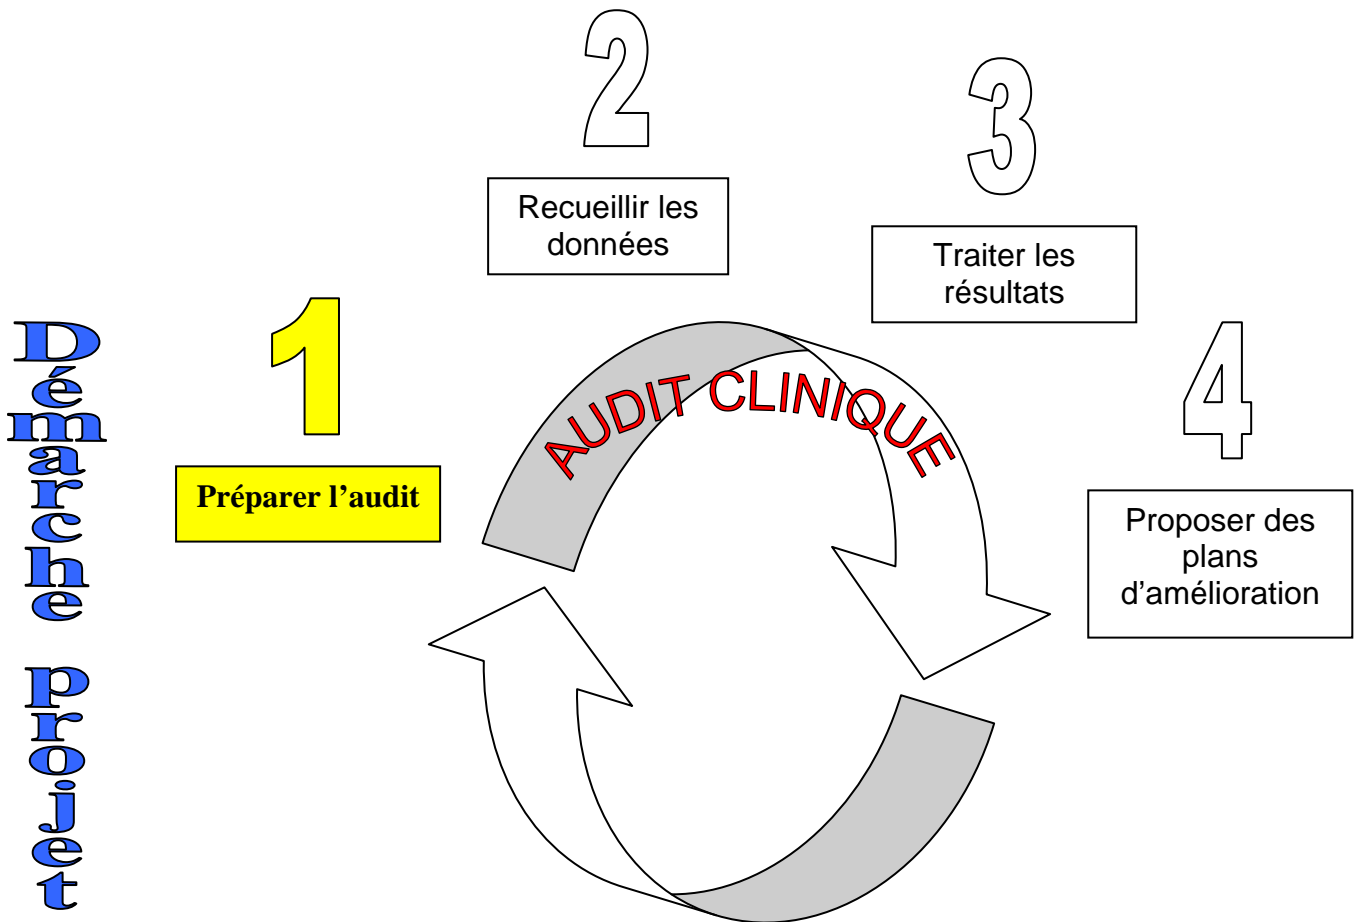 Démarche projet
1
Préparer l’audit
2
Recueillir les
données
3
Traiter les
résultats
4
Proposer des
plans
d’amélioration
AUDIT CLINIQUE